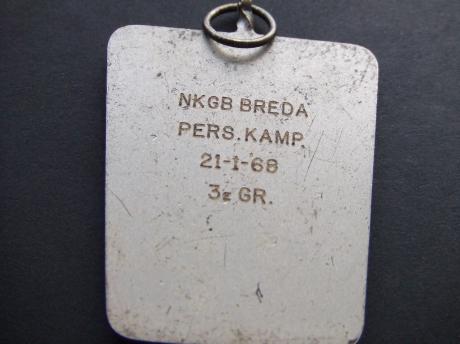 NKGB BREDA
PERS. KAMP.
21-1-68
3E GR.